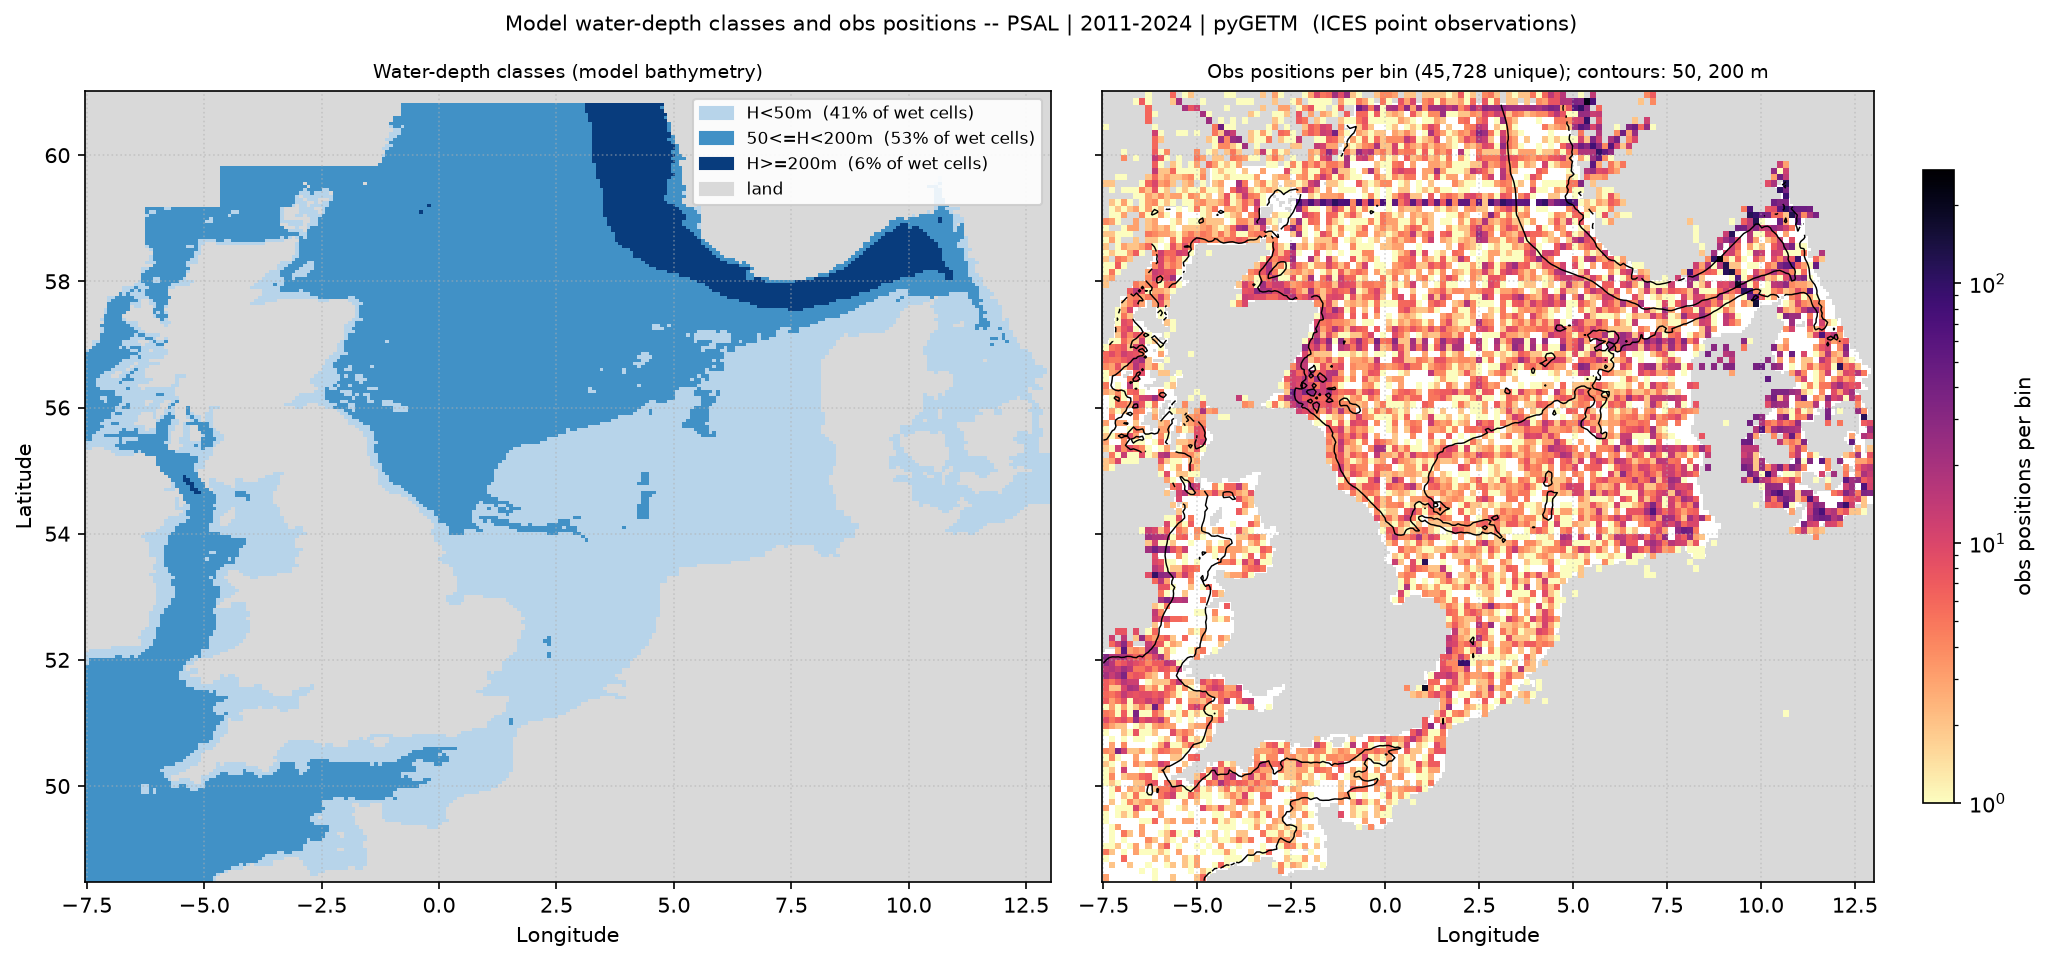 Model water-depth classes and obs positions -- PSAL | 2011-2024 | pyGETM  (ICES point observations)
Water-depth classes (model bathymetry)
H<50m  (41% of wet cells)
50<=H<200m  (53% of wet cells)
H>=200m  (6% of wet cells)
land
60
58
56
54
52
50
Latitude
−7.5
−5.0
−2.5
0.0
2.5
5.0
7.5
10.0
12.5
Longitude
Obs positions per bin (45,728 unique); contours: 50, 200 m
−7.5
−5.0
−2.5
0.0
2.5
5.0
7.5
10.0
12.5
Longitude
10²
10¹
10⁰
obs positions per bin